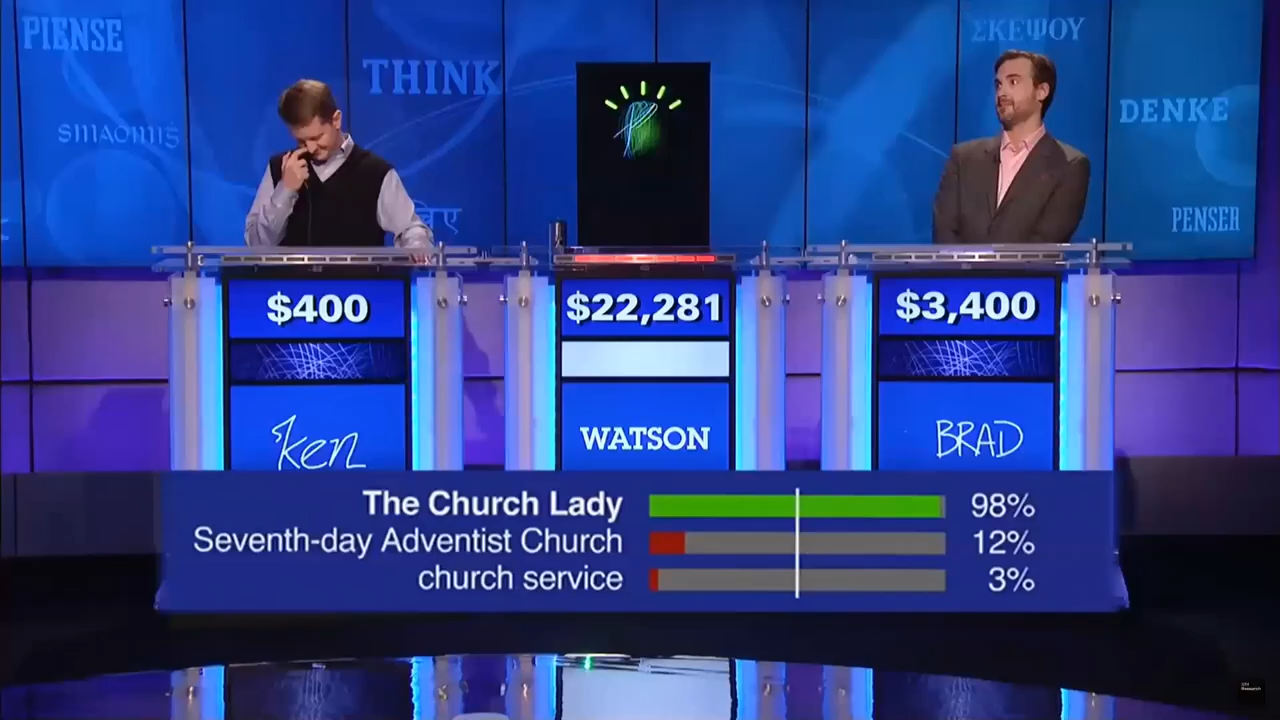 PIENSE
THINK
ΣΚΕΨΟΥ
DENKE
SMAOINIŠ
PENSER
$400
$22,281
$3,400
Ken
WATSON
BRAD
The Church Lady 98%
Seventh-day Adventist Church 12%
church service 3%